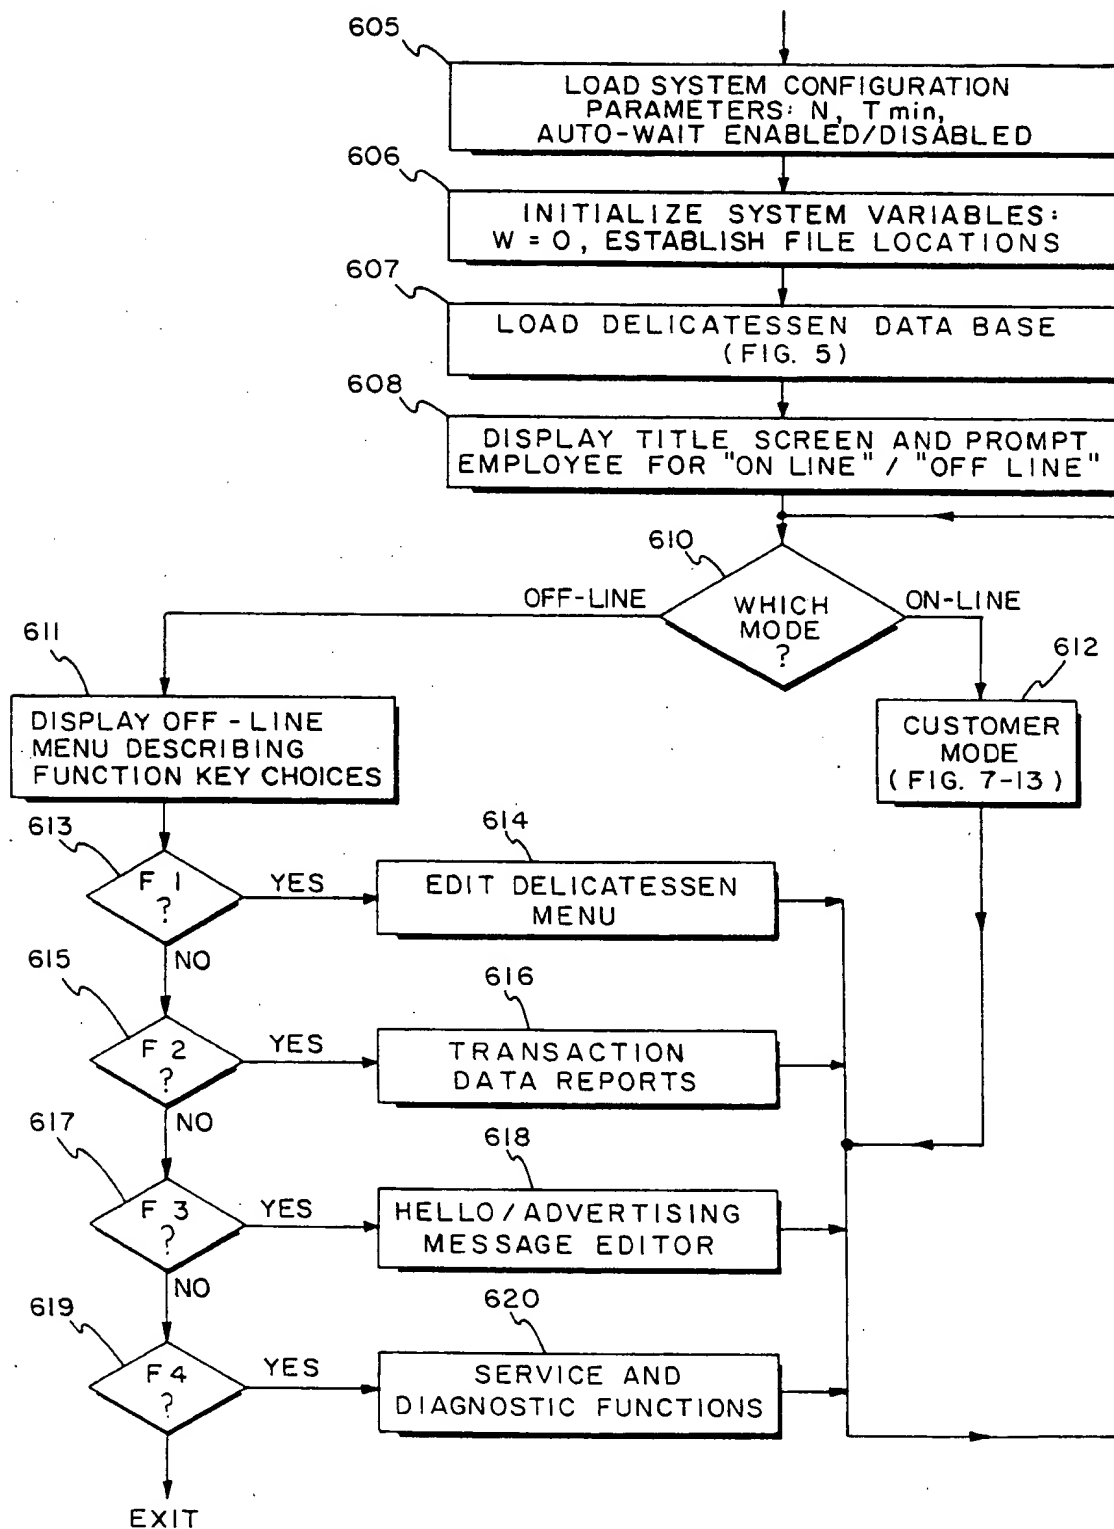 605
LOAD SYSTEM CONFIGURATION
PARAMETERS: N, Tmin,
AUTO-WAIT ENABLED/DISABLED
606
INITIALIZE SYSTEM VARIABLES:
W = 0, ESTABLISH FILE LOCATIONS
607
LOAD DELICATESSEN DATA BASE
(FIG. 5)
608
DISPLAY TITLE SCREEN AND PROMPT
EMPLOYEE FOR "ON LINE" / "OFF LINE"
610
OFF-LINE
WHICH
MODE
?
ON-LINE
611
DISPLAY OFF-LINE
MENU DESCRIBING
FUNCTION KEY CHOICES
612
CUSTOMER
MODE
(FIG. 7-13)
613
F 1
?
YES
NO
614
EDIT DELICATESSEN
MENU
615
F 2
?
YES
NO
616
TRANSACTION
DATA REPORTS
617
F 3
?
YES
NO
618
HELLO/ADVERTISING
MESSAGE EDITOR
619
F 4
?
YES
620
SERVICE AND
DIAGNOSTIC FUNCTIONS
EXIT